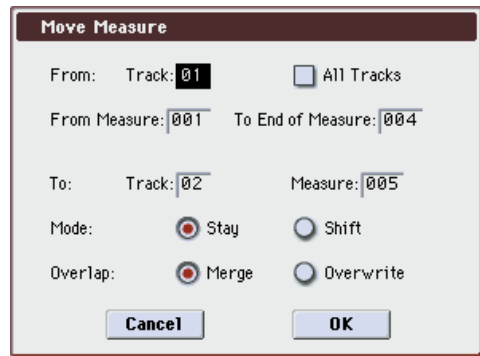 Move Measure
From: Track: 01 All Tracks
From Measure: 001 To End of Measure: 004
To: Track: 02 Measure: 005
Mode: Stay Shift
Overlap: Merge Overwrite
Cancel OK